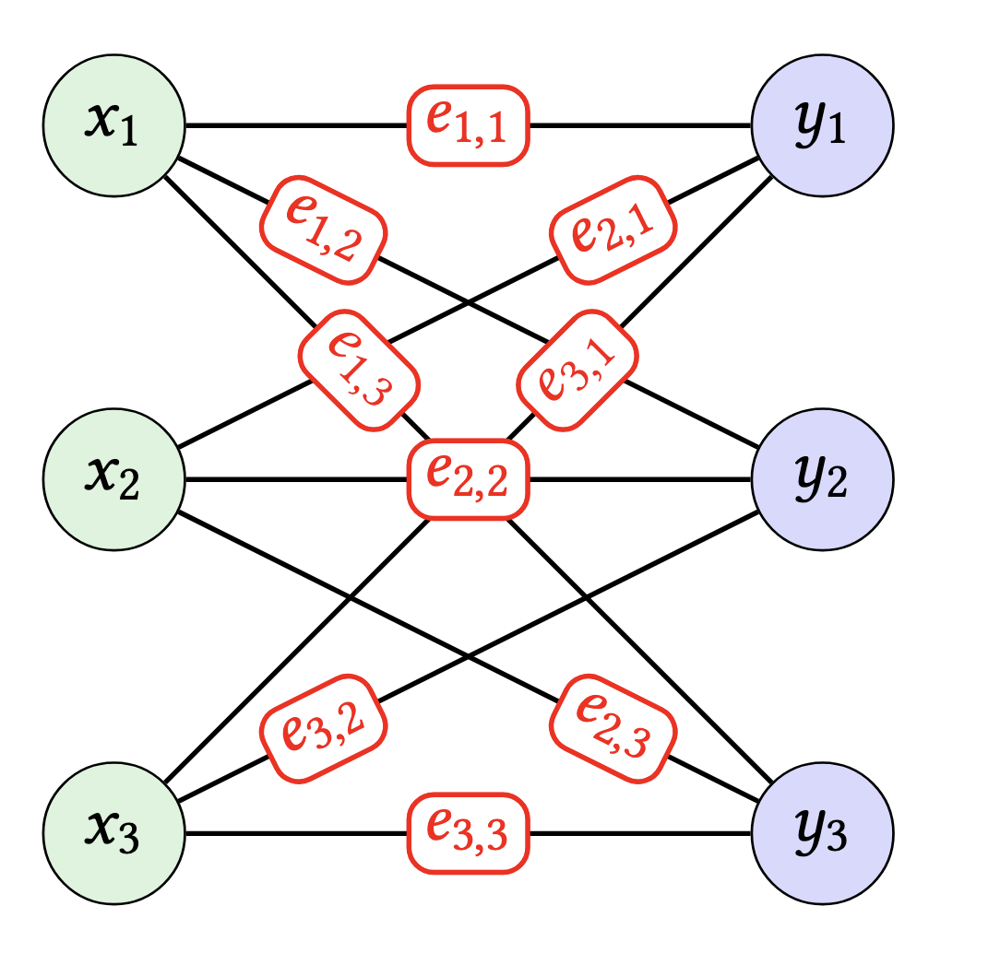 x₁ e₁,₁ y₁
e₁,₂ e₂,₁
e₁,₃ e₃,₁
x₂ e₂,₂ y₂
e₃,₂ e₂,₃
x₃ e₃,₃ y₃